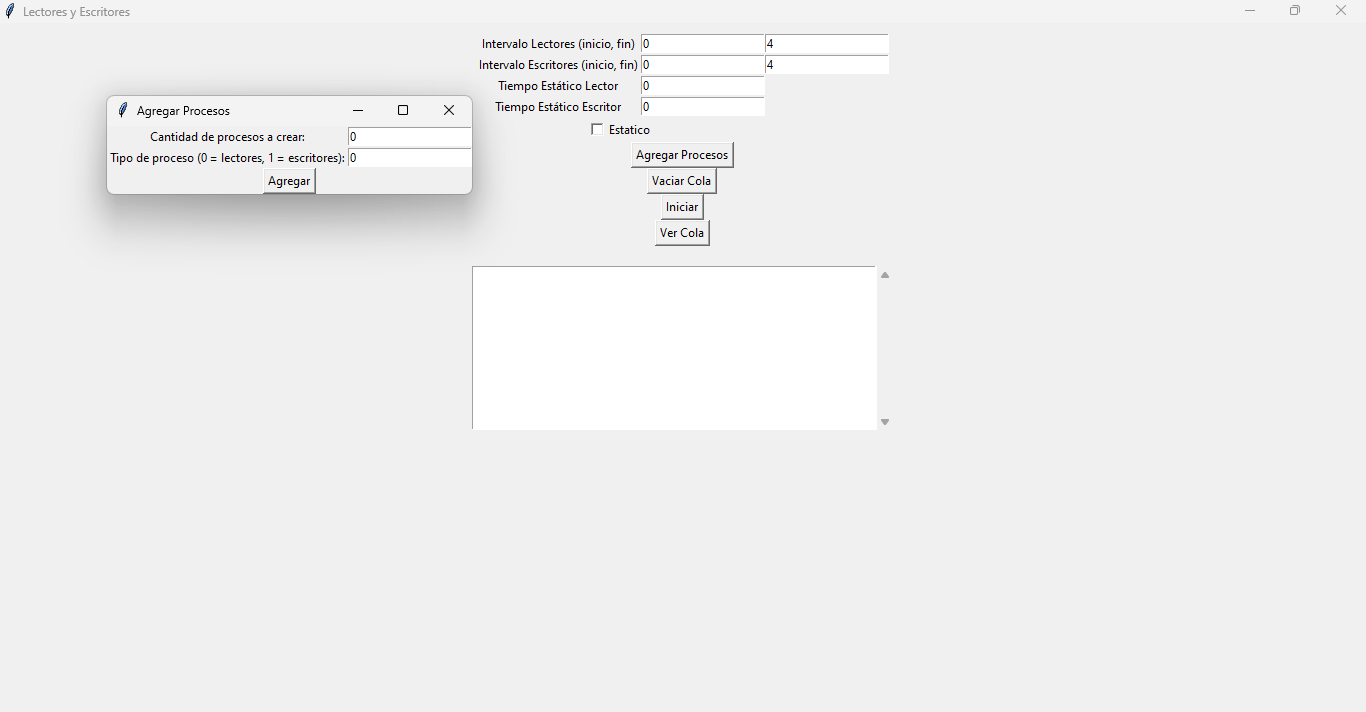 Lectores y Escritores
Intervalo Lectores (inicio, fin) 0 4
Intervalo Escritores (inicio, fin) 0 4
Tiempo Estático Lector 0
Tiempo Estático Escritor 0
Estatico
Agregar Procesos
Vaciar Cola
Iniciar
Ver Cola
Agregar Procesos
Cantidad de procesos a crear: 0
Tipo de proceso (0 = lectores, 1 = escritores): 0
Agregar